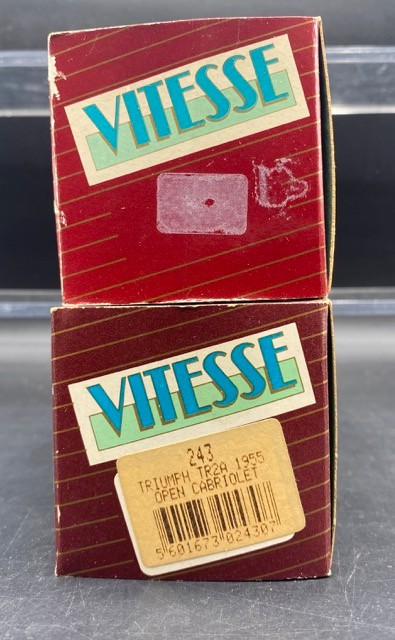 VITESSE
VITESSE
243
TRIUMPH TR2A 1955
OPEN CABRIOLET
5 601673 024307